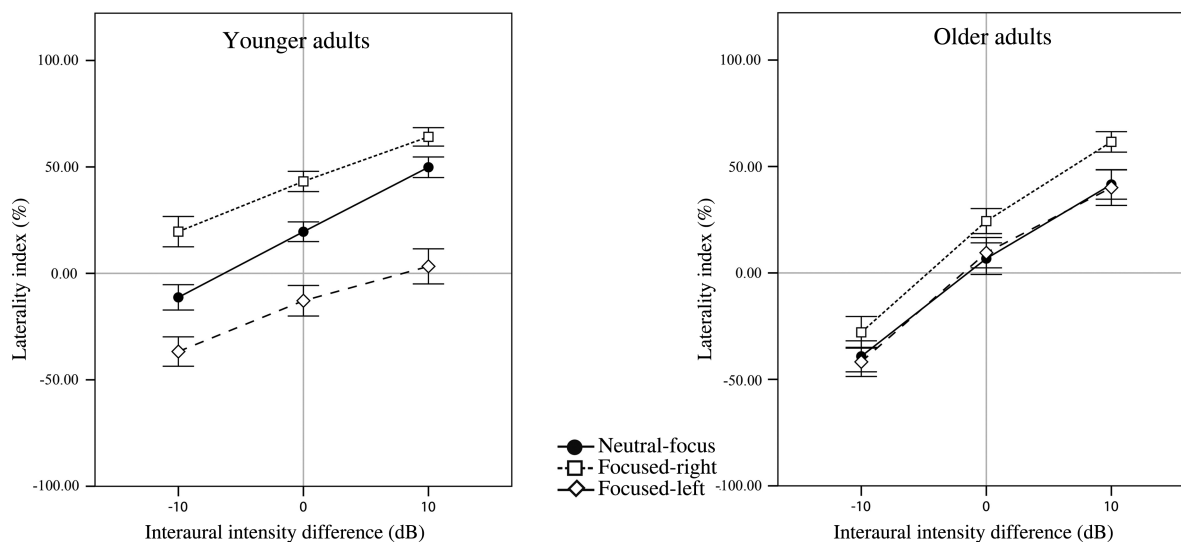 Younger adults
100.00
50.00
0.00
-50.00
-100.00
Laterality index (%)
-10
0
10
Interaural intensity difference (dB)
Neutral-focus
Focused-right
Focused-left
Older adults
100.00
50.00
0.00
-50.00
-100.00
Laterality index (%)
-10
0
10
Interaural intensity difference (dB)